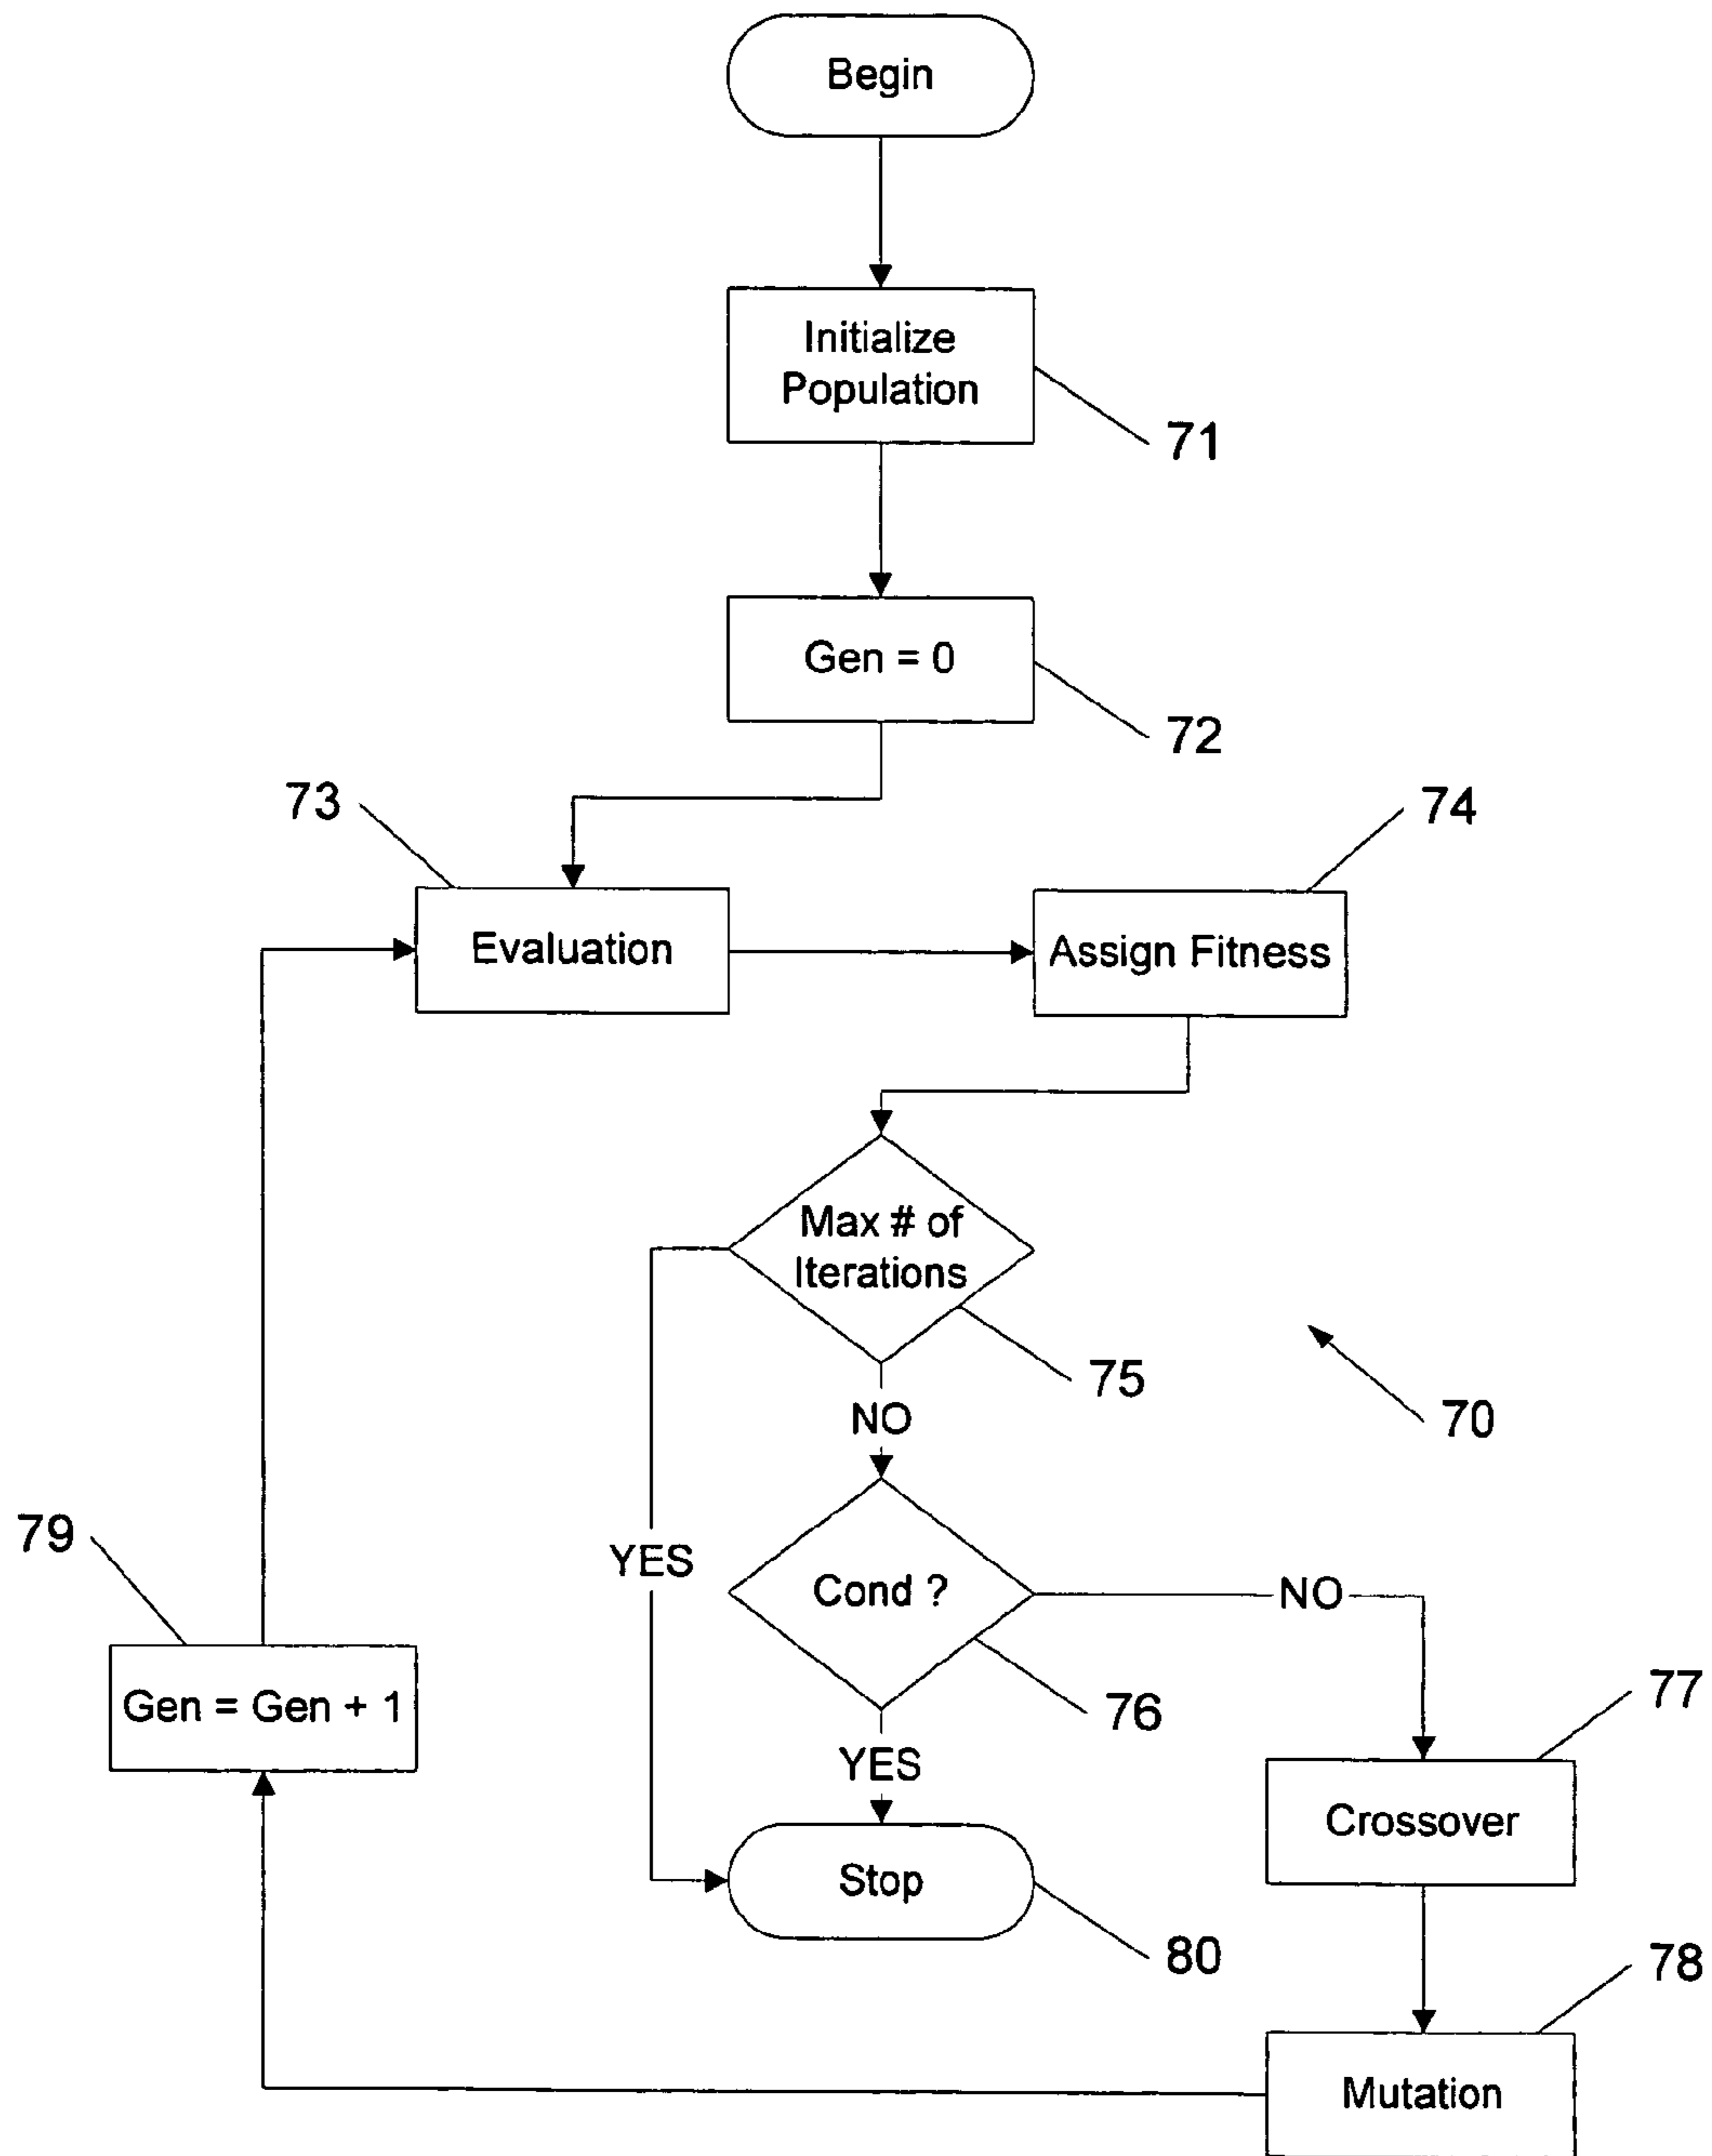 Begin
Initialize
Population
71
Gen = 0
72
73
74
Evaluation
Assign Fitness
Max # of
Iterations
75
70
NO
79
YES
Cond ?
NO
76
77
Gen = Gen + 1
YES
Crossover
Stop
80
78
Mutation